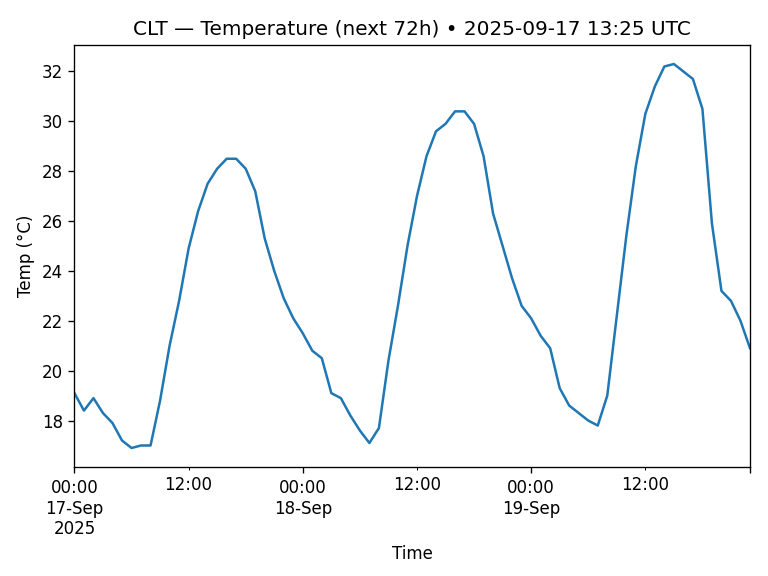 CLT — Temperature (next 72h) • 2025-09-17 13:25 UTC
Temp (°C)
32
30
28
26
24
22
20
18
00:00 12:00 00:00 12:00 00:00 12:00
17-Sep 18-Sep 19-Sep
2025
Time